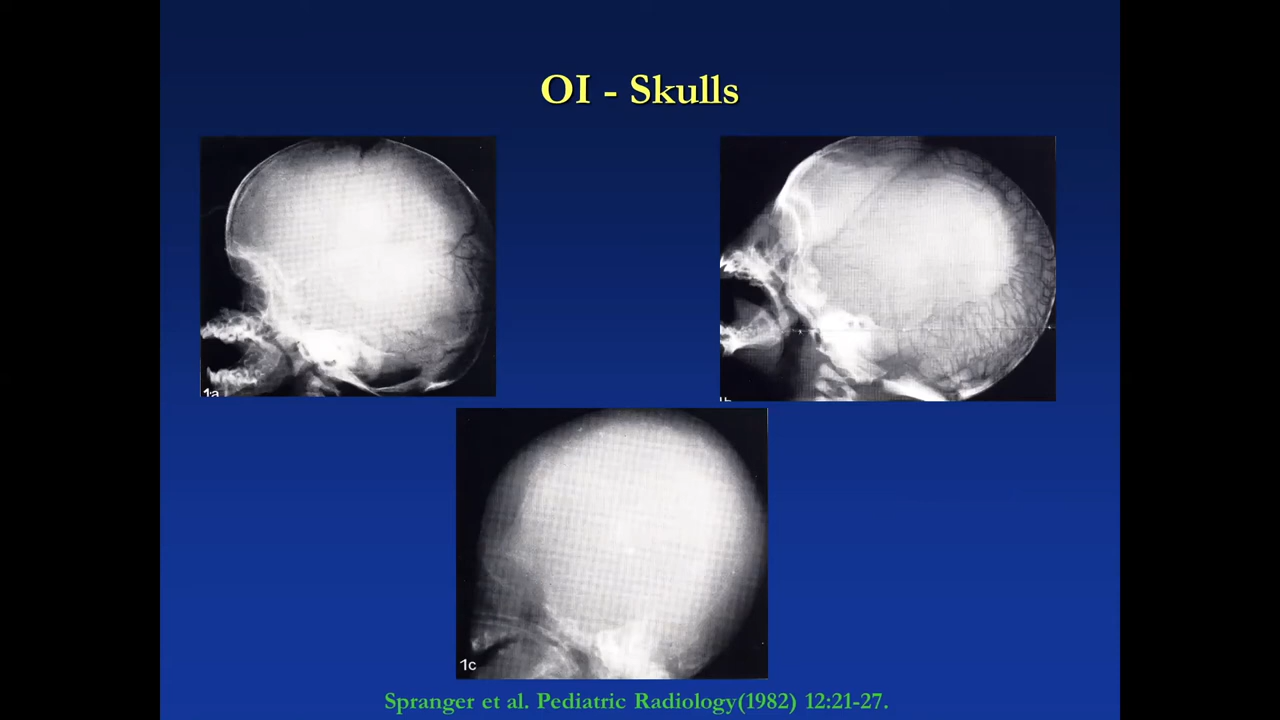 OI - Skulls
1a
1c
Spranger et al. Pediatric Radiology(1982) 12:21-27.